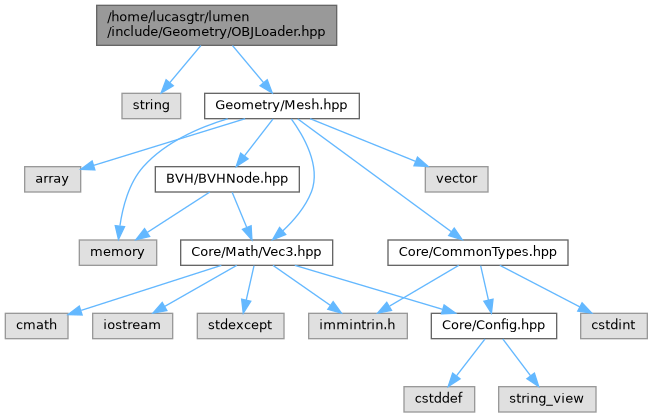 /home/lucasgtr/lumen
/include/Geometry/OBJLoader.hpp
string
Geometry/Mesh.hpp
array
BVH/BVHNode.hpp
vector
memory
Core/Math/Vec3.hpp
Core/CommonTypes.hpp
cmath
iostream
stdexcept
immintrin.h
Core/Config.hpp
cstdint
cstddef
string_view